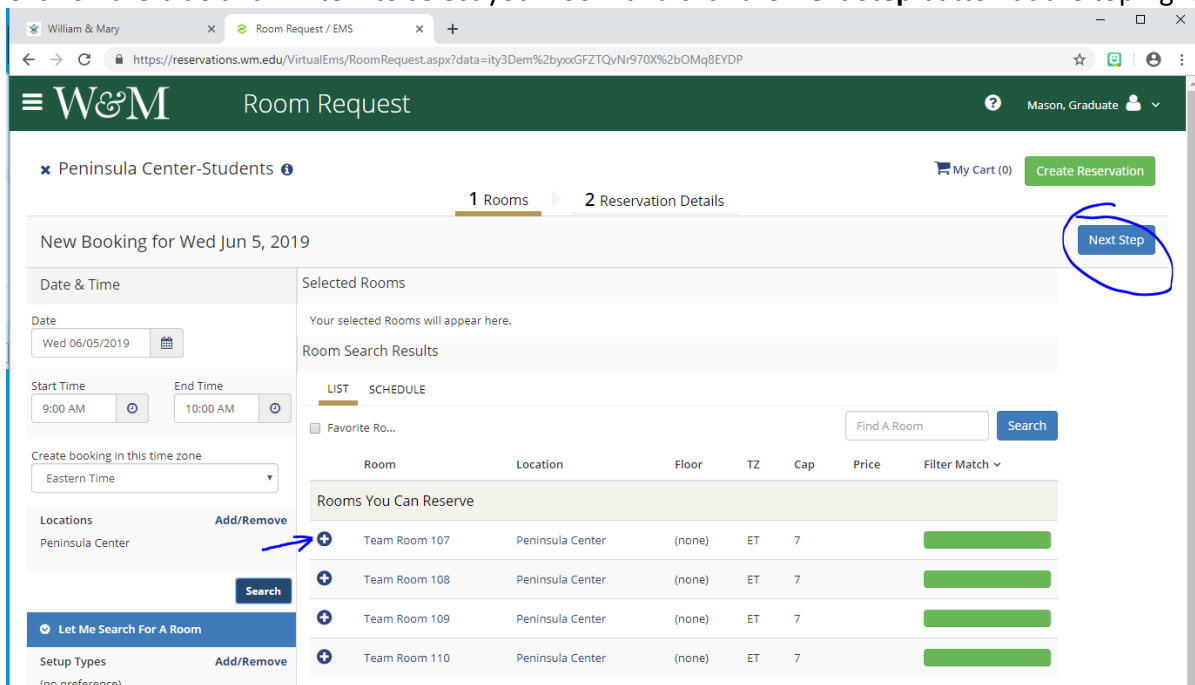 William & Mary
Room Request / EMS
https://reservations.wm.edu/VirtualEms/RoomRequest.aspx?data=ity3Dem%2byxxGFZTQvNr970X%2bOMq8EYDP
W&M Room Request ? Mason, Graduate
Peninsula Center-Students My Cart (0) Create Reservation
1 Rooms 2 Reservation Details
New Booking for Wed Jun 5, 2019 Next Step
Date & Time
Date
Wed 06/05/2019
Start Time End Time
9:00 AM 10:00 AM
Create booking in this time zone
Eastern Time
Locations Add/Remove
Peninsula Center
Search
Let Me Search For A Room
Setup Types Add/Remove
(no preference)
Selected Rooms
Your selected Rooms will appear here.
Room Search Results
LIST SCHEDULE
Favorite Ro... Find A Room Search
Room Location Floor TZ Cap Price Filter Match
Rooms You Can Reserve
Team Room 107 Peninsula Center (none) ET 7
Team Room 108 Peninsula Center (none) ET 7
Team Room 109 Peninsula Center (none) ET 7
Team Room 110 Peninsula Center (none) ET 7